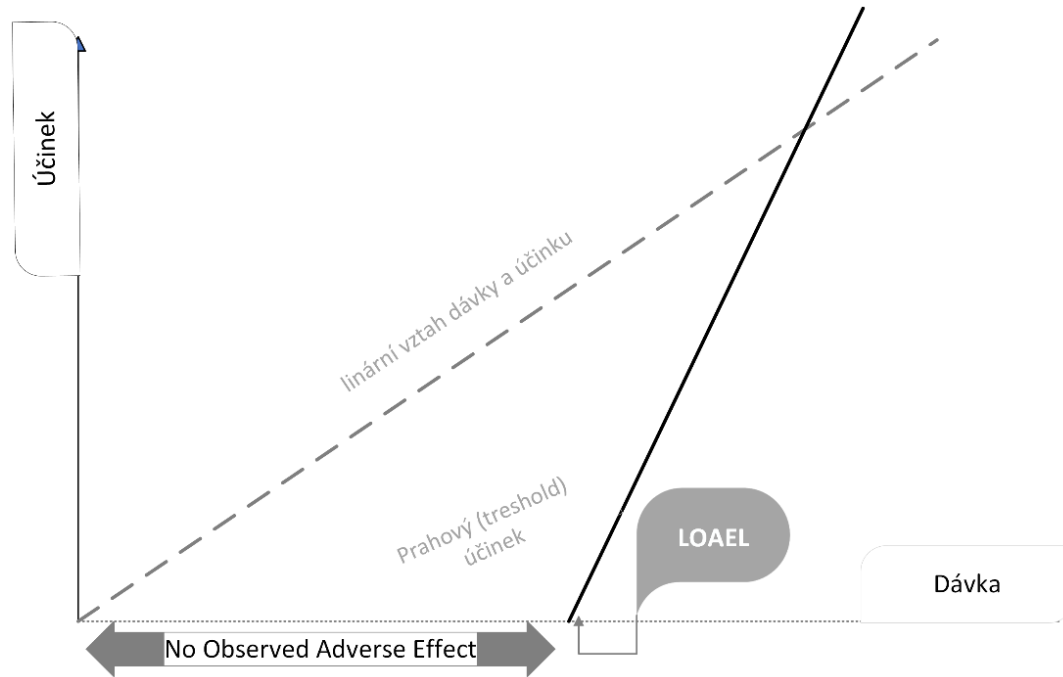 Účinek
linární vztah dávky a účinku
Prahový (treshold)
účinek
LOAEL
Dávka
No Observed Adverse Effect